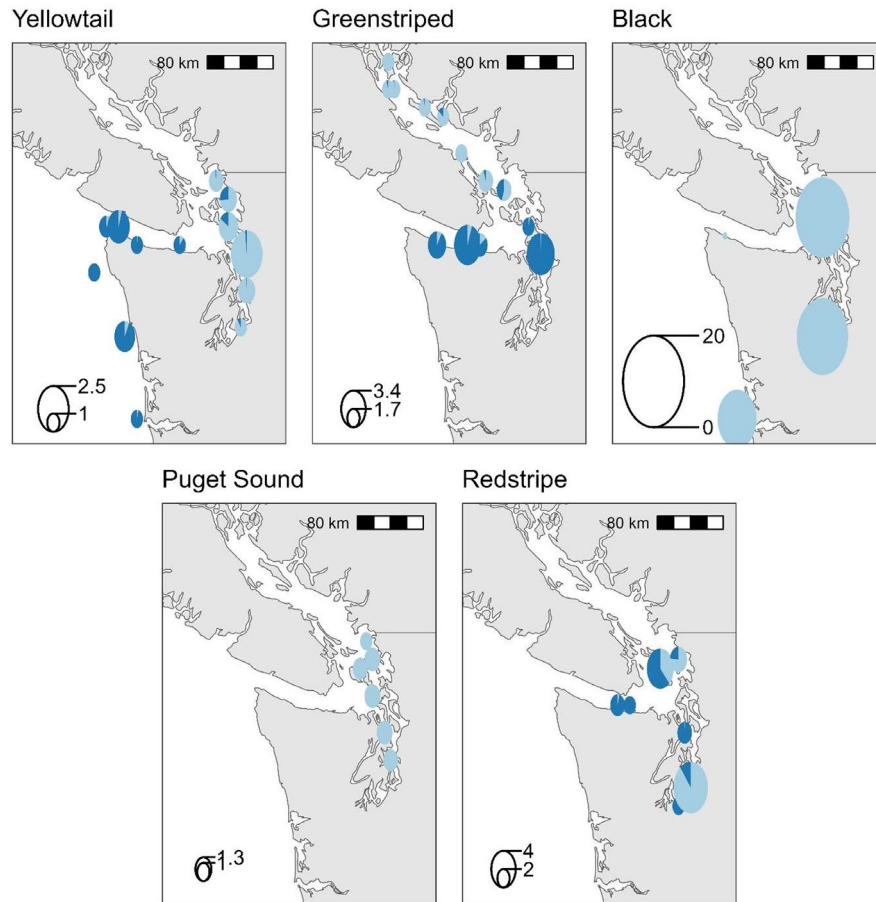 Yellowtail
Greenstriped
Black
80 km
80 km
80 km
2.5
1
3.4
1.7
20
0
Puget Sound
Redstripe
80 km
80 km
1.3
4
2